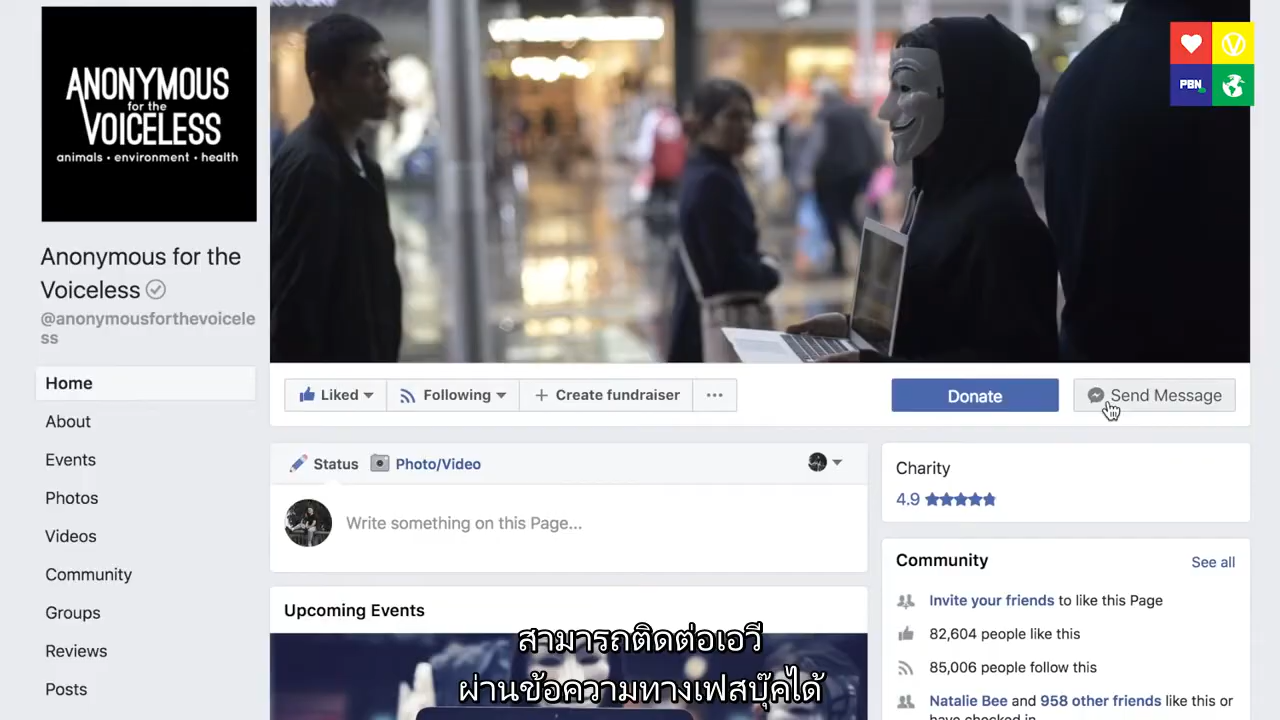 ANONYMOUS
for the
VOICELESS
animals • environment • health
PBN
Anonymous for the
Voiceless
@anonymousforthevoicele
ss
Home
About
Events
Photos
Videos
Community
Groups
Reviews
Posts
Liked
Following
Create fundraiser
Donate
Send Message
Status
Photo/Video
Write something on this Page...
Upcoming Events
Charity
4.9
Community
See all
Invite your friends to like this Page
82,604 people like this
85,006 people follow this
Natalie Bee and 958 other friends like this or
have checked in
สามารถติดต่อเอวี
ผ่านข้อความทางเฟสบุ๊คได้